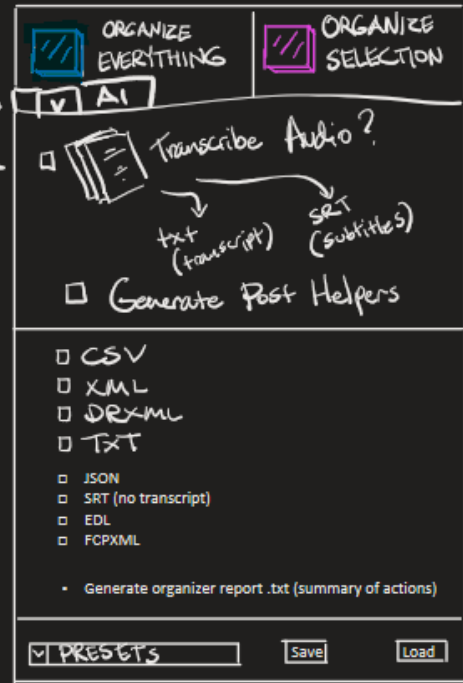 ORGANIZE
EVERYTHING
ORGANIZE
SELECTION
AI
Transcribe Audio?
txt
(transcript)
SRT
(subtitles)
Generate Post Helpers
CSV
XML
DRXML
TXT
JSON
SRT (no transcript)
EDL
FCPXML
Generate organizer report .txt (summary of actions)
PRESETS
Save
Load